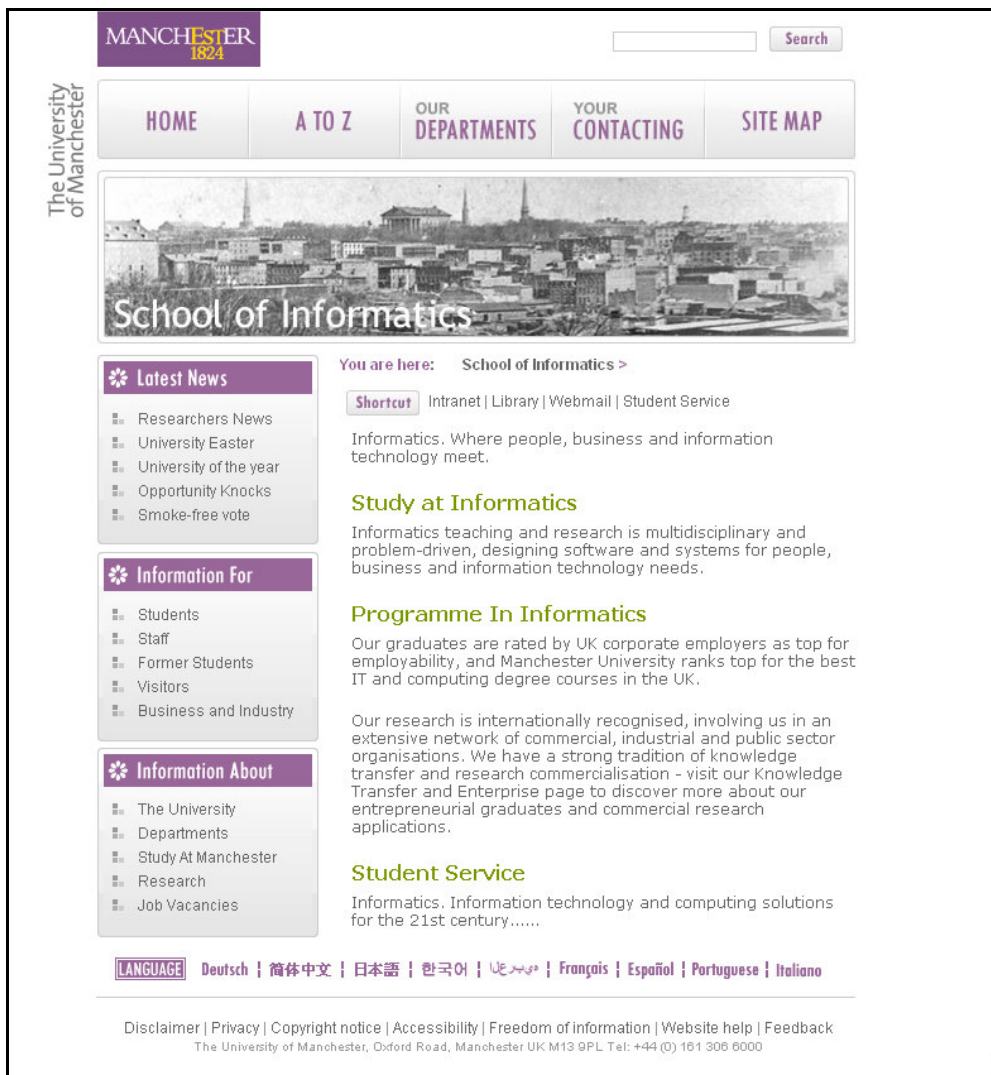 MANCHESTER
1824
Search
The University
of Manchester
HOME
A TO Z
OUR
DEPARTMENTS
YOUR
CONTACTING
SITE MAP
School of Informatics
Latest News
Researchers News
University Easter
University of the year
Opportunity Knocks
Smoke-free vote
Information For
Students
Staff
Former Students
Visitors
Business and Industry
Information About
The University
Departments
Study At Manchester
Research
Job Vacancies
You are here: School of Informatics >
Shortcut Intranet | Library | Webmail | Student Service
Informatics. Where people, business and information
technology meet.
Study at Informatics
Informatics teaching and research is multidisciplinary and
problem-driven, designing software and systems for people,
business and information technology needs.
Programme In Informatics
Our graduates are rated by UK corporate employers as top for
employability, and Manchester University ranks top for the best
IT and computing degree courses in the UK.
Our research is internationally recognised, involving us in an
extensive network of commercial, industrial and public sector
organisations. We have a strong tradition of knowledge
transfer and research commercialisation - visit our Knowledge
Transfer and Enterprise page to discover more about our
entrepreneurial graduates and commercial research
applications.
Student Service
Informatics. Information technology and computing solutions
for the 21st century......
LANGUAGE Deutsch ¦ 简体中文 ¦ 日本語 ¦ 한국어 ¦ ¦ Français ¦ Español ¦ Portuguese ¦ Italiano
Disclaimer | Privacy | Copyright notice | Accessibility | Freedom of information | Website help | Feedback
The University of Manchester, Oxford Road, Manchester UK M13 9PL Tel: +44 (0) 161 306 6000